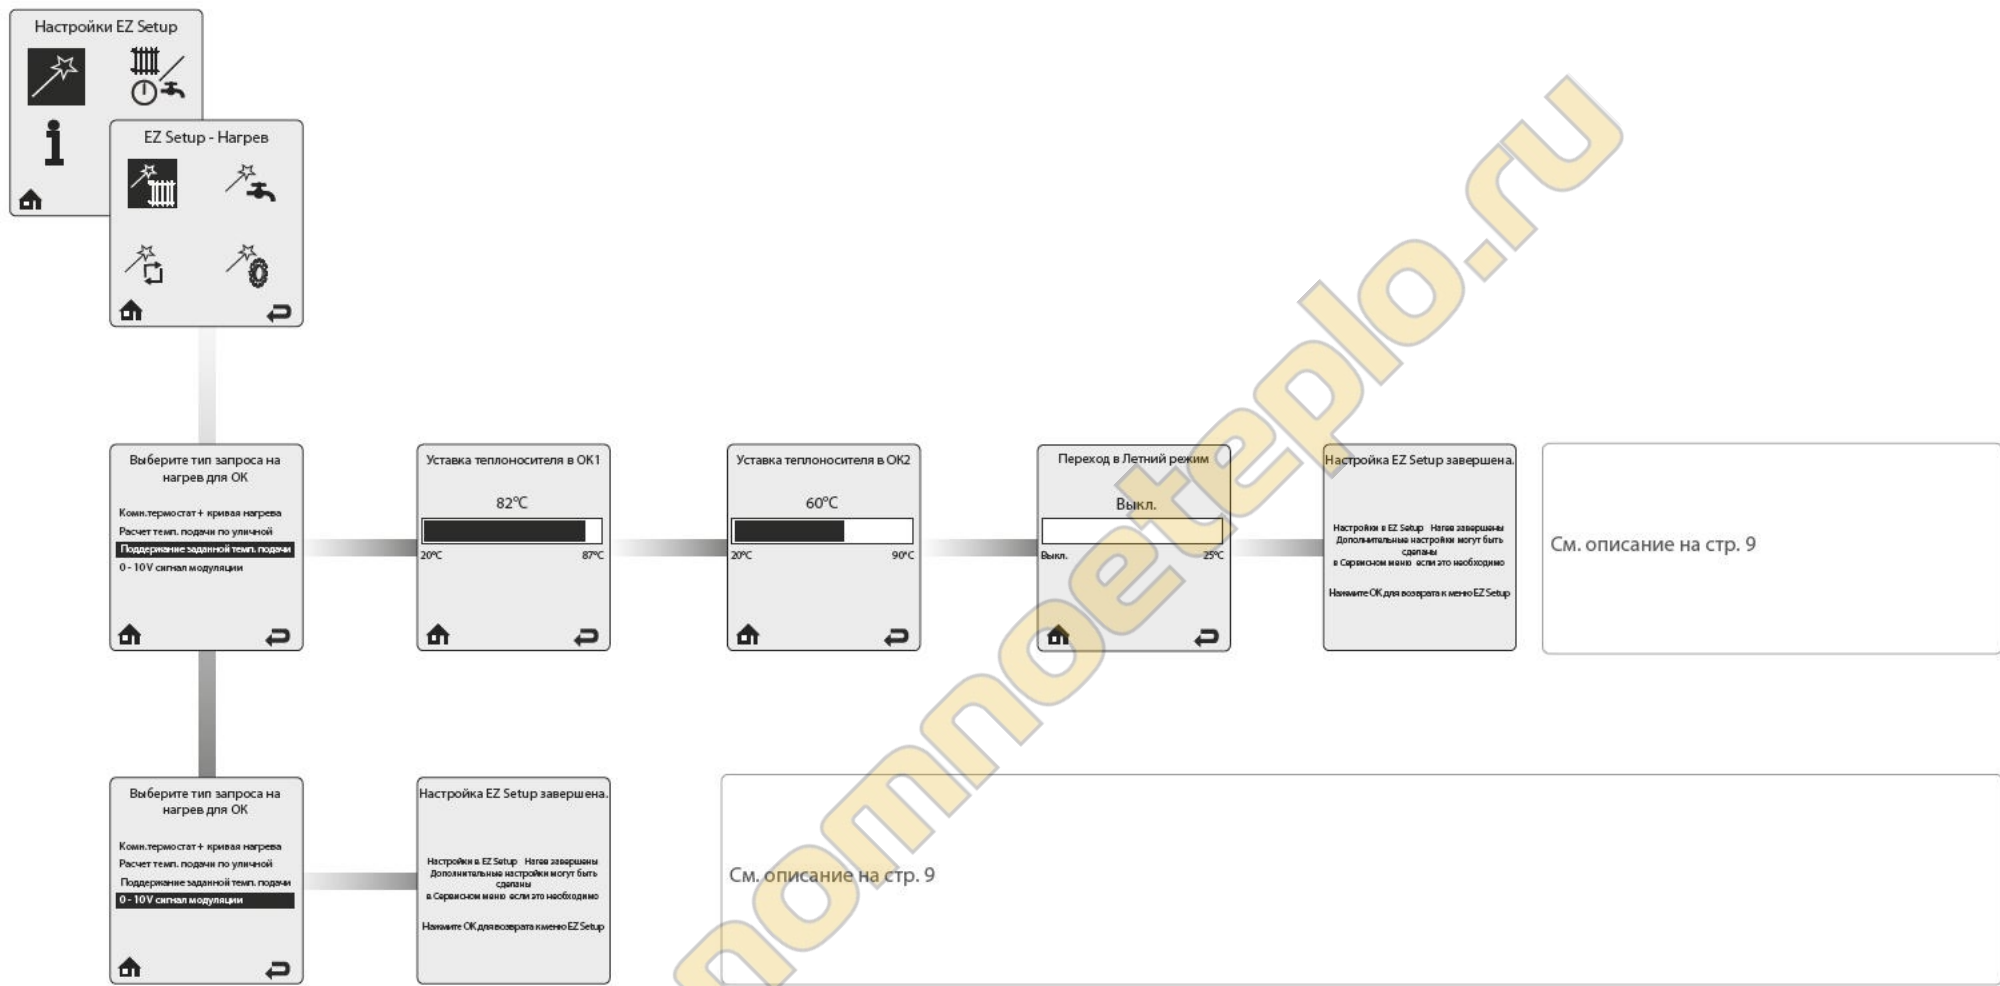 Настройки EZ Setup
EZ Setup - Нагрев
Выберите тип запроса на
нагрев для ОК
Комн.термостат + кривая нагрева
Расчет темп. подачи по уличной
Поддержание заданной темп. подачи
0 - 10V сигнал модуляции
Уставка теплоносителя в ОК1
82°C
20°C 87°C
Уставка теплоносителя в ОК2
60°C
20°C 90°C
Переход в Летний режим
Выкл.
Выкл. 25°C
Настройка EZ Setup завершена.
Настройки в EZ Setup Нагев завершены
Дополнительные настройки могут быть
сделаны
в Сервисном меню если это необходимо
Нажмите ОК для возврата к меню EZ Setup
См. описание на стр. 9
Выберите тип запроса на
нагрев для ОК
Комн.термостат + кривая нагрева
Расчет темп. подачи по уличной
Поддержание заданной темп. подачи
0 - 10V сигнал модуляции
Настройка EZ Setup завершена.
Настройки в EZ Setup Нагев завершены
Дополнительные настройки могут быть
сделаны
в Сервисном меню если это необходимо
Нажмите ОК для возврата к меню EZ Setup
См. описание на стр. 9
nomnoeteplo.ru